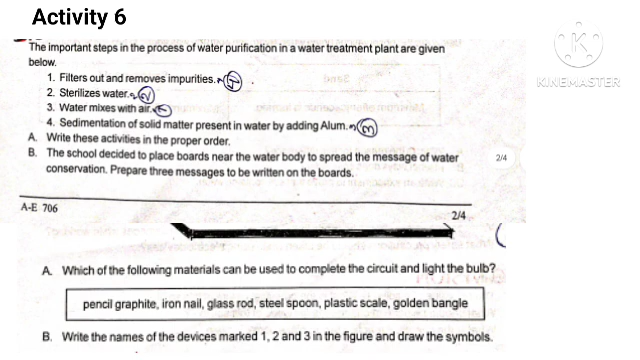 Activity 6
The important steps in the process of water purification in a water treatment plant are given
below.
1. Filters out and removes impurities.
2. Sterilizes water.
3. Water mixes with air.
4. Sedimentation of solid matter present in water by adding Alum.
A. Write these activities in the proper order.
B. The school decided to place boards near the water body to spread the message of water
conservation. Prepare three messages to be written on the boards.
2/4
A-E 706
2/4
A. Which of the following materials can be used to complete the circuit and light the bulb?
pencil graphite, iron nail, glass rod, steel spoon, plastic scale, golden bangle
B. Write the names of the devices marked 1, 2 and 3 in the figure and draw the symbols.
KINEMASTER